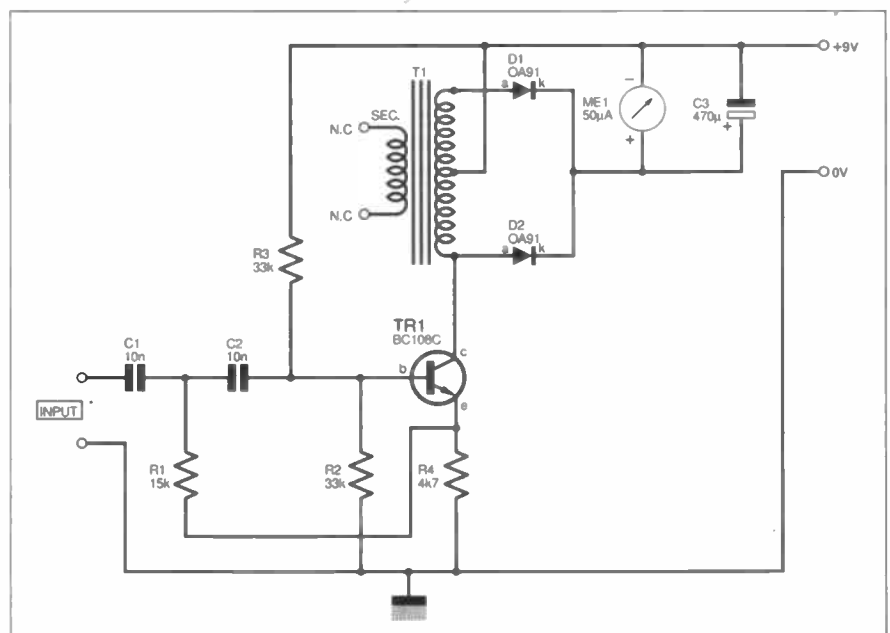 +9V
D1
OA91
T1
a
k
ME1
50µA
−
+
C3
470µ
+
SEC.
N.C
N.C
0V
D2
OA91
a
k
R3
33k
TR1
BC108C
C1
10n
C2
10n
b
c
e
INPUT
R1
15k
R2
33k
R4
4k7